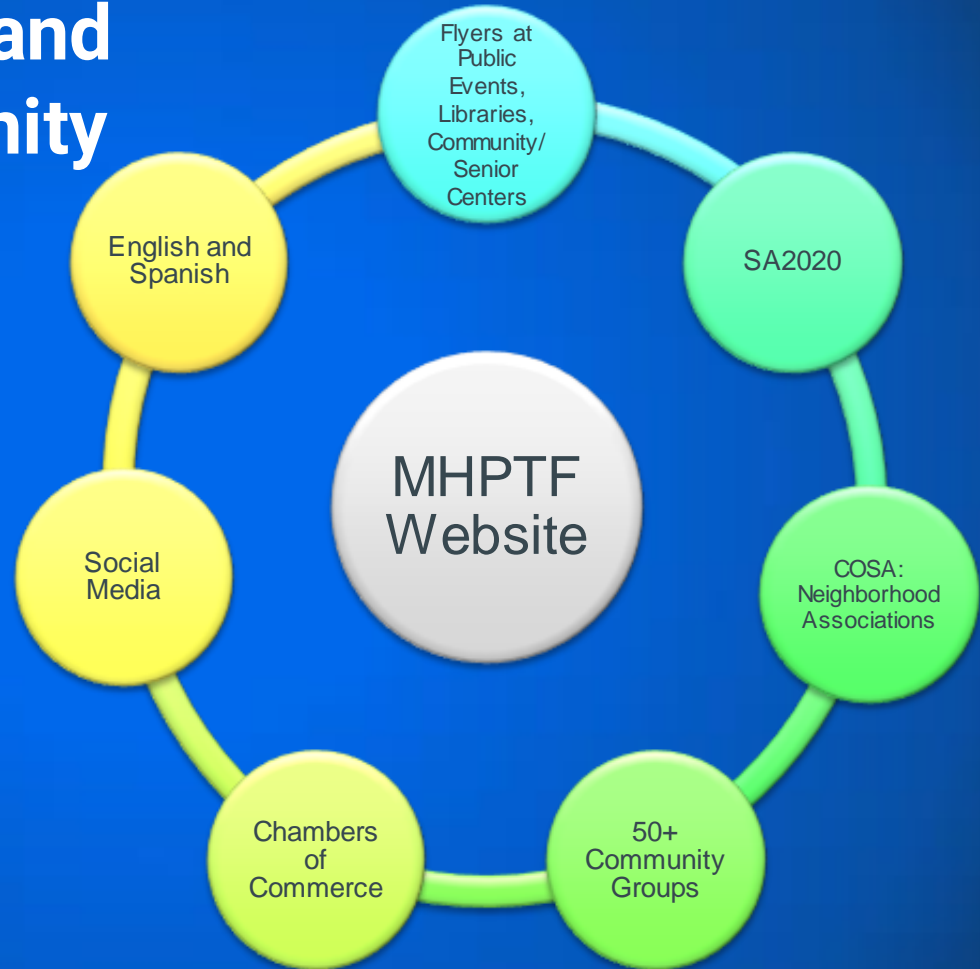 and
Flyers at
Public
Events,
Libraries,
Community/
Senior
Centers
SA2020
COSA:
Neighborhood
Associations
50+
Community
Groups
Chambers
of
Commerce
Social
Media
English and
Spanish
MHPTF
Website